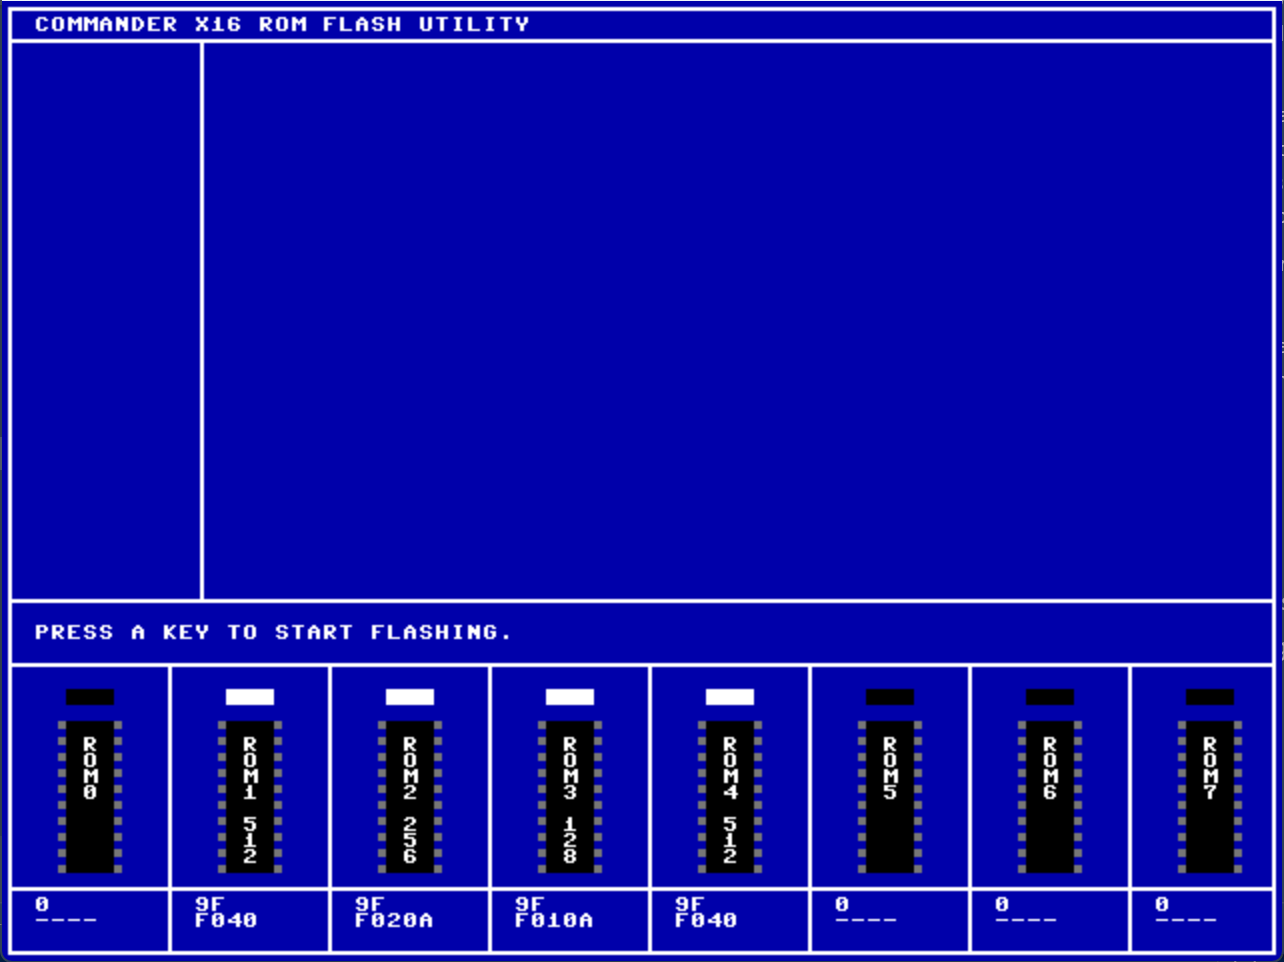 COMMANDER X16 ROM FLASH UTILITY
PRESS A KEY TO START FLASHING.
ROM0
ROM1 512
ROM2 256
ROM3 128
ROM4 512
ROM5
ROM6
ROM7
0
----
9F
F040
9F
F020A
9F
F010A
9F
F040
0
----
0
----
0
----